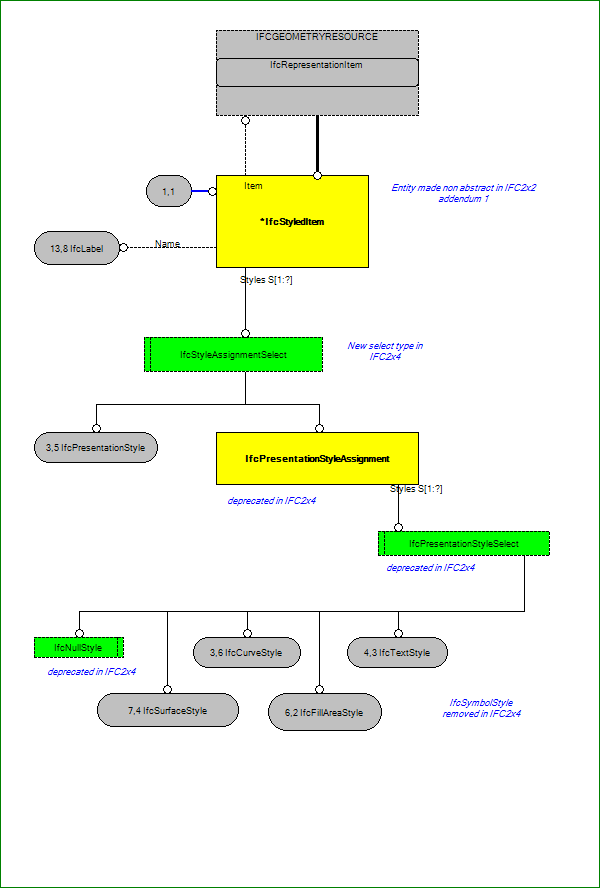 IFCGEOMETRYRESOURCE
IfcRepresentationItem
Item
1,1
Entity made non abstract in IFC2x2
addendum 1
*IfcStyledItem
13,8 IfcLabel
Name
Styles S[1:?]
IfcStyleAssignmentSelect
New select type in
IFC2x4
3,5 IfcPresentationStyle
IfcPresentationStyleAssignment
deprecated in IFC2x4
Styles S[1:?]
IfcPresentationStyleSelect
deprecated in IFC2x4
IfcNullStyle
3,6 IfcCurveStyle
4,3 IfcTextStyle
deprecated in IFC2x4
7,4 IfcSurfaceStyle
6,2 IfcFillAreaStyle
IfcSymbolStyle
removed in IFC2x4